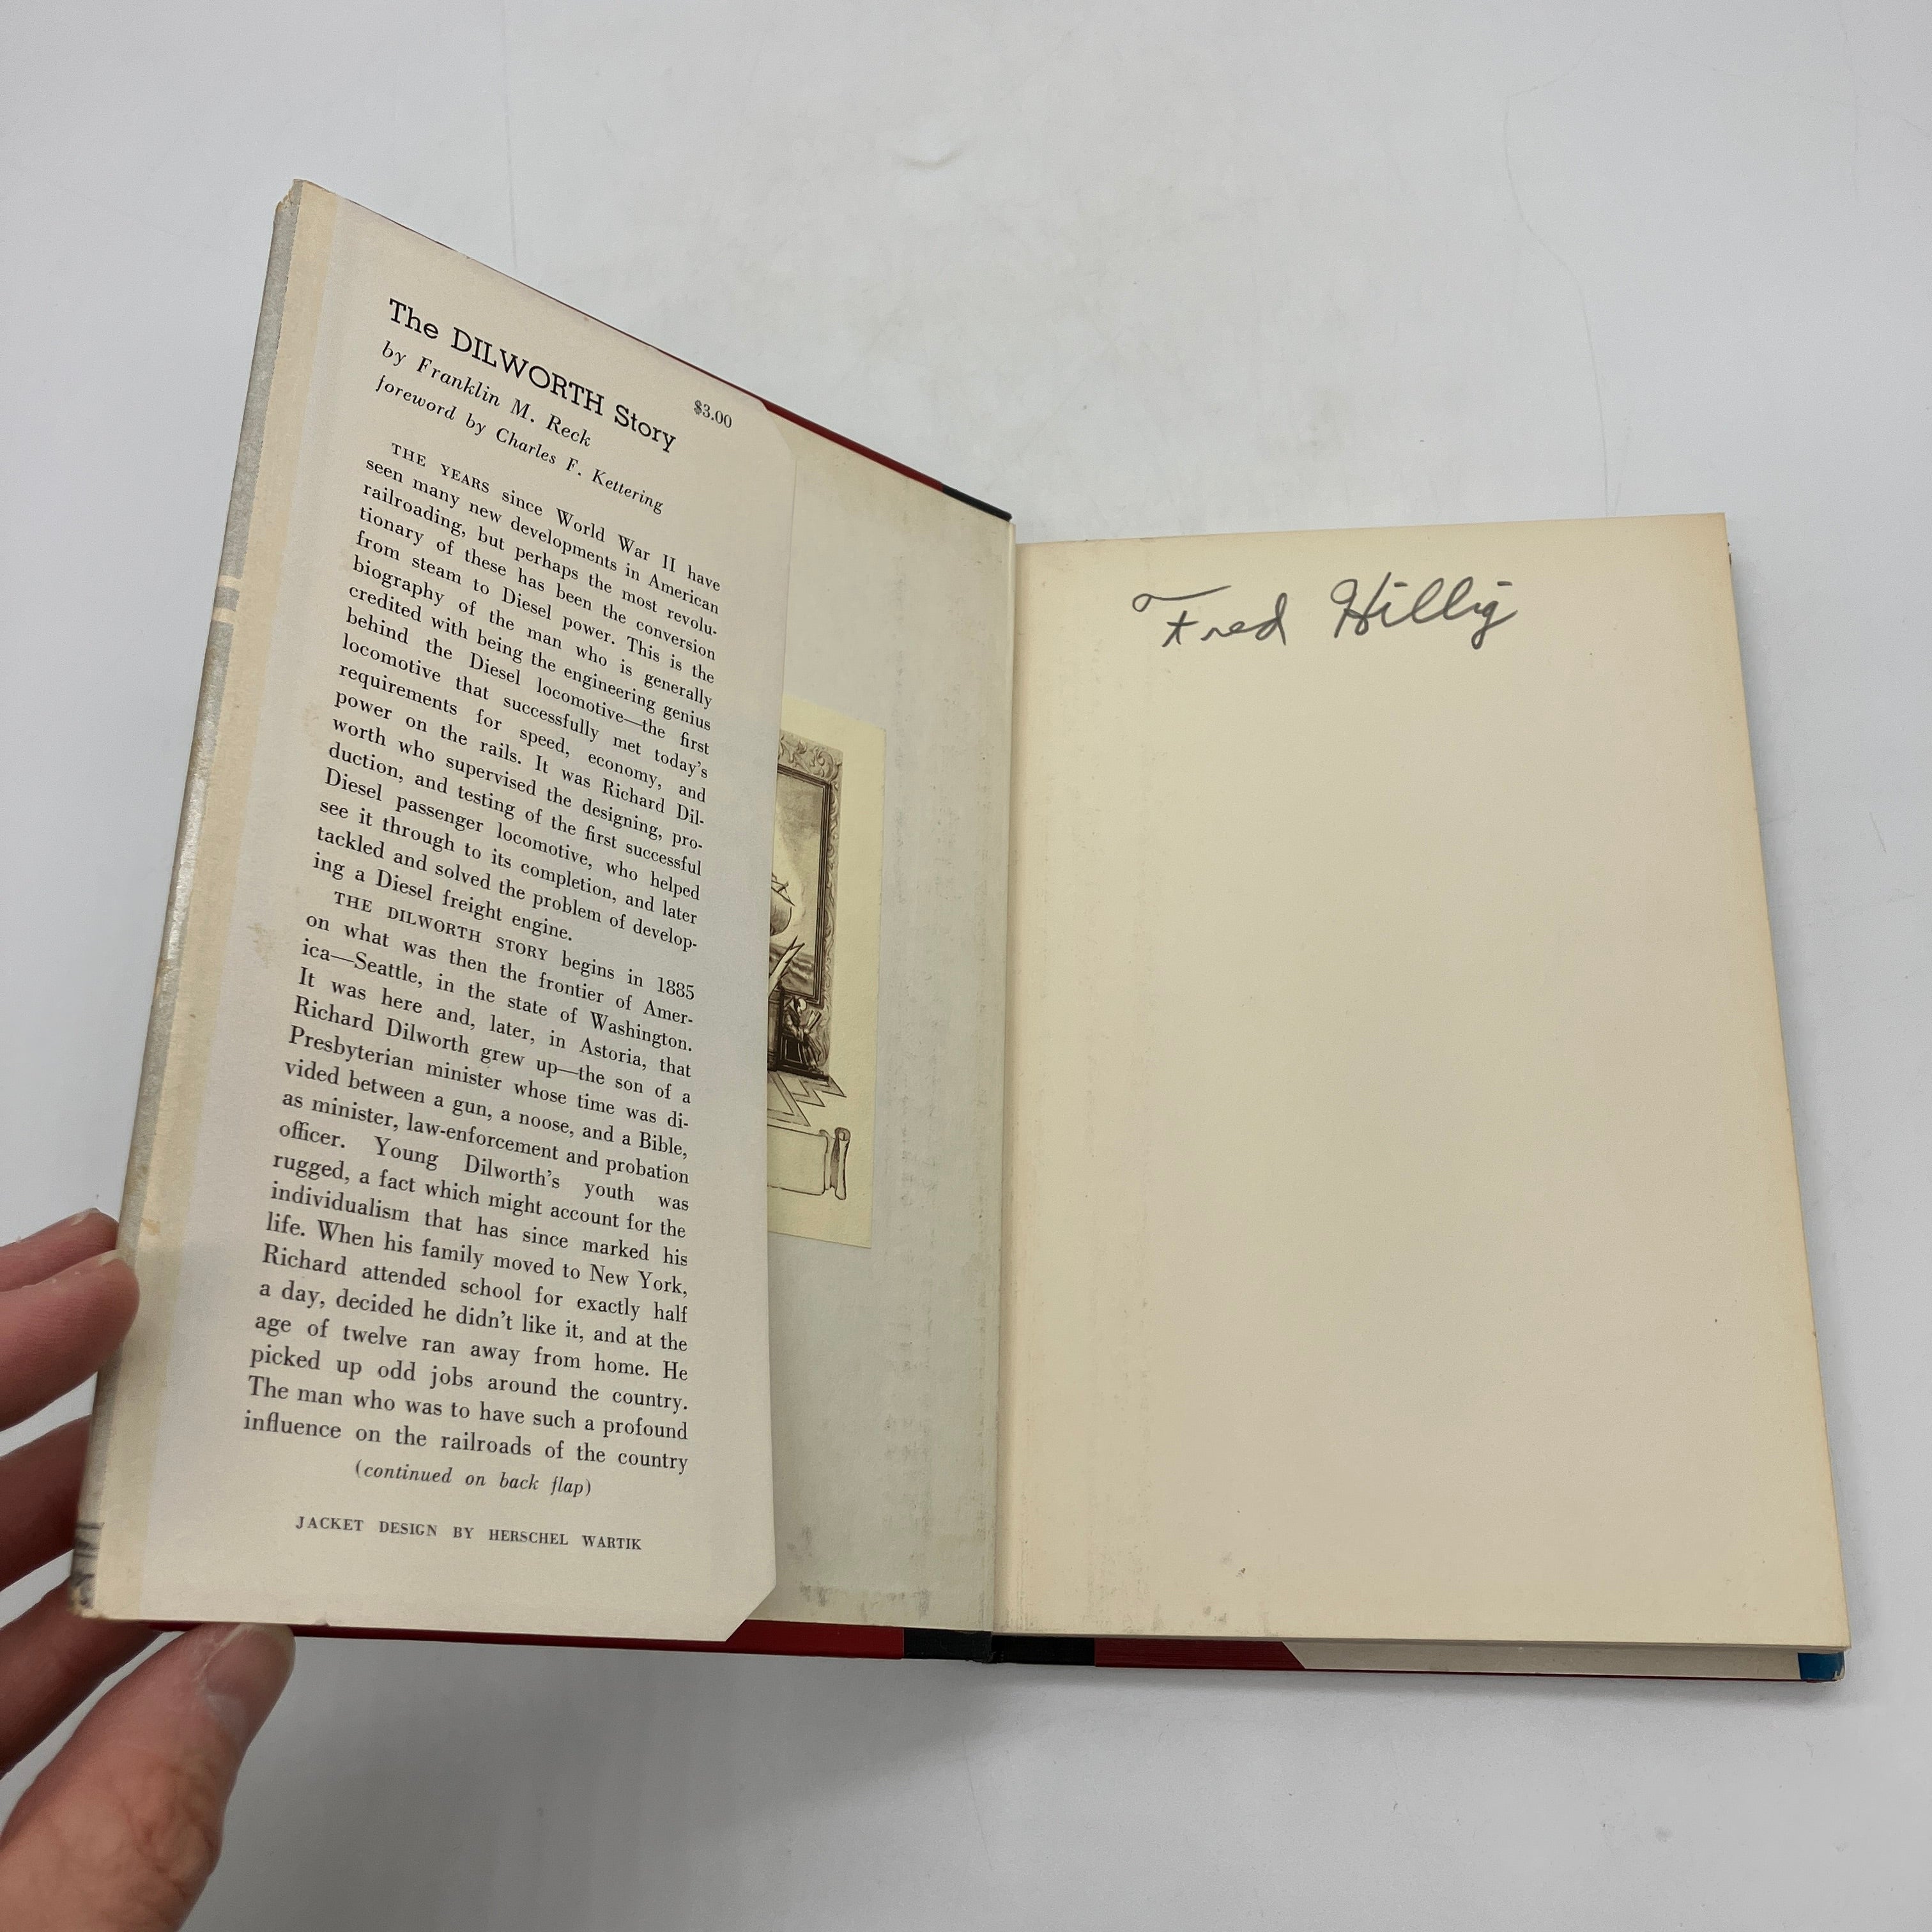 The DILWORTH Story
$3.00
by Franklin M. Reck
foreword by Charles F. Kettering
THE YEARS since World War II have
seen many new developments in American
railroading, but perhaps the most revolu-
tionary of these has been the conversion
from steam to Diesel power. This is the
biography of the man who is generally
credited with being the engineering genius
behind the Diesel locomotive—the first
locomotive that successfully met today's
requirements for speed, economy, and
power on the rails. It was Richard Dil-
worth who supervised the designing, pro-
duction, and testing of the first successful
Diesel passenger locomotive, who helped
see it through to its completion, and later
tackled and solved the problem of develop-
ing a Diesel freight engine.
THE DILWORTH STORY begins in 1885
on what was then the frontier of Amer-
ica—Seattle, in the state of Washington.
It was here and, later, in Astoria, that
Richard Dilworth grew up—the son of a
Presbyterian minister whose time was di-
vided between a gun, a noose, and a Bible,
as minister, law-enforcement and probation
officer. Young Dilworth's youth was
rugged, a fact which might account for the
individualism that has since marked his
life. When his family moved to New York,
Richard attended school for exactly half
a day, decided he didn't like it, and at the
age of twelve ran away from home. He
picked up odd jobs around the country.
The man who was to have such a profound
influence on the railroads of the country
(continued on back flap)
JACKET DESIGN BY HERSCHEL WARTIK
Fred Hillig